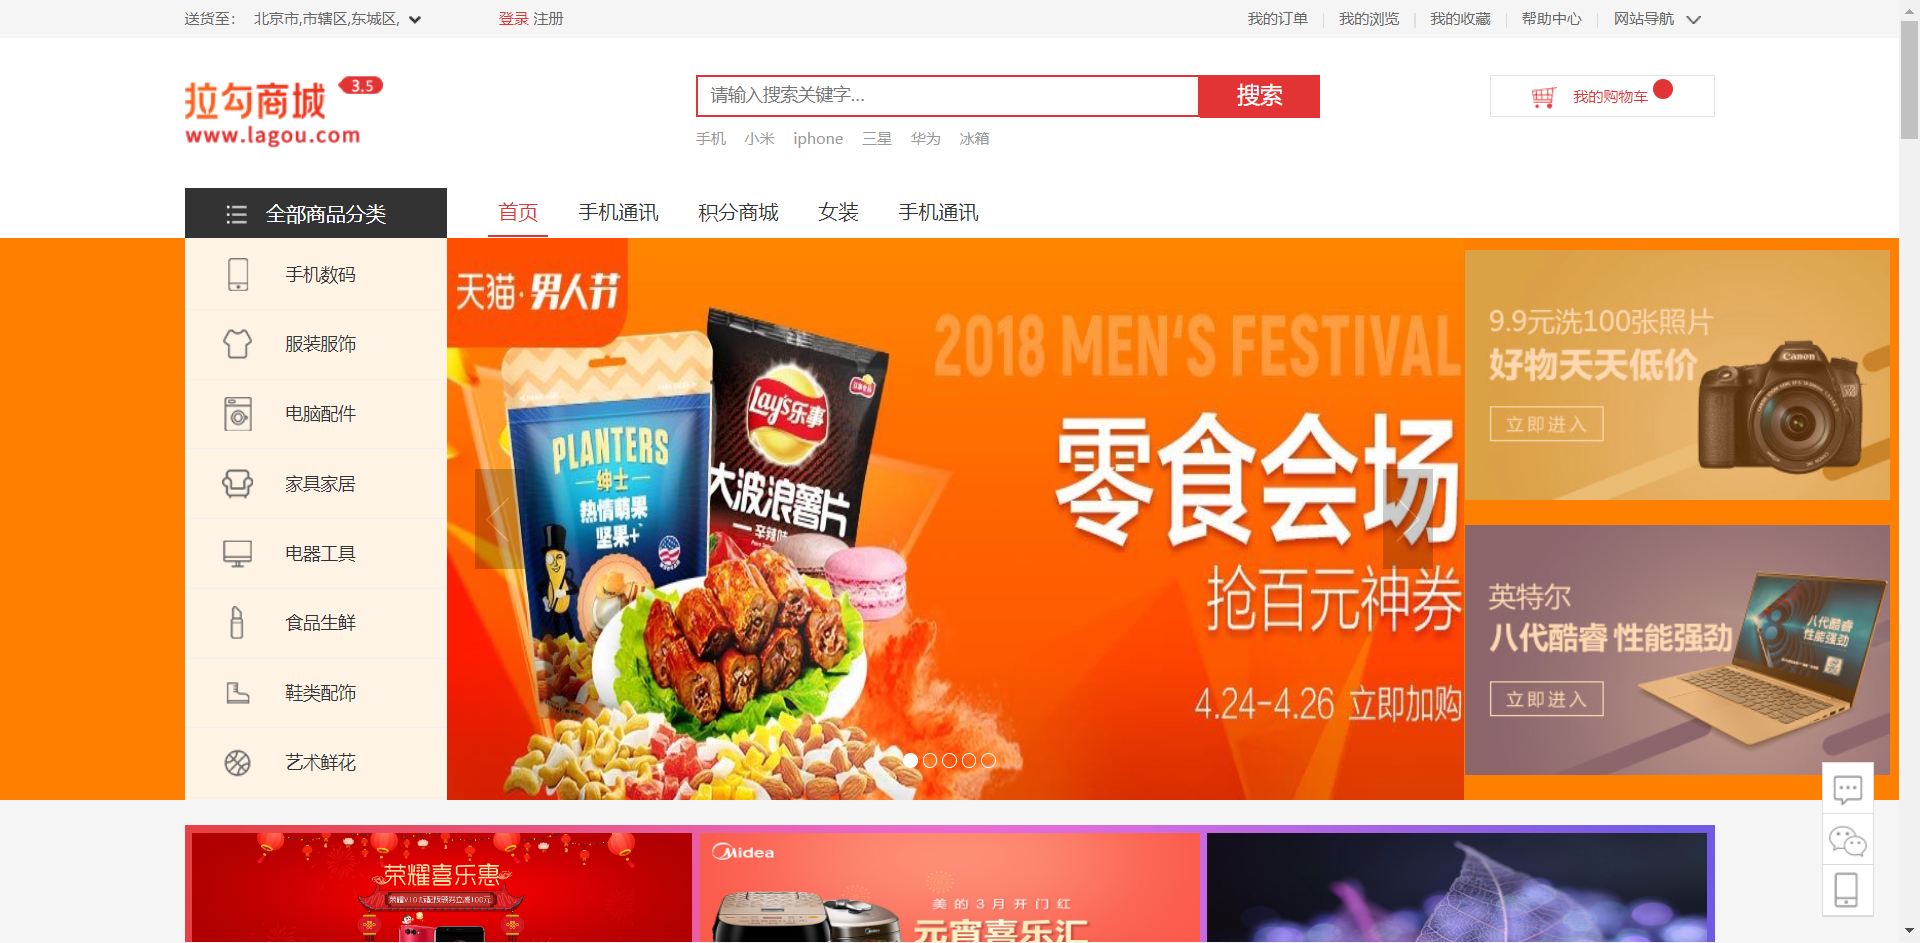 送货至： 北京市,市辖区,东城区, 登录 注册 我的订单 我的浏览 我的收藏 帮助中心 网站导航
拉勾商城 3.5
www.lagou.com
请输入搜索关键字... 搜索
我的购物车
手机 小米 iphone 三星 华为 冰箱
全部商品分类 首页 手机通讯 积分商城 女装 手机通讯
手机数码
服装服饰
电脑配件
家具家居
电器工具
食品生鲜
鞋类配饰
艺术鲜花
天猫·男人节
2018 MEN'S FESTIVAL
零食会场
抢百元神券
4.24-4.26 立即加购
PLANTERS
绅士
热情萌果
坚果+
Lay's乐事
大波浪薯片
辛辣味
9.9元洗100张照片
好物天天低价
立即进入
Canon
英特尔
八代酷睿 性能强劲
立即进入
八代酷睿
性能强劲
荣耀喜乐惠
Midea
美的3月开门红
元宵喜乐汇